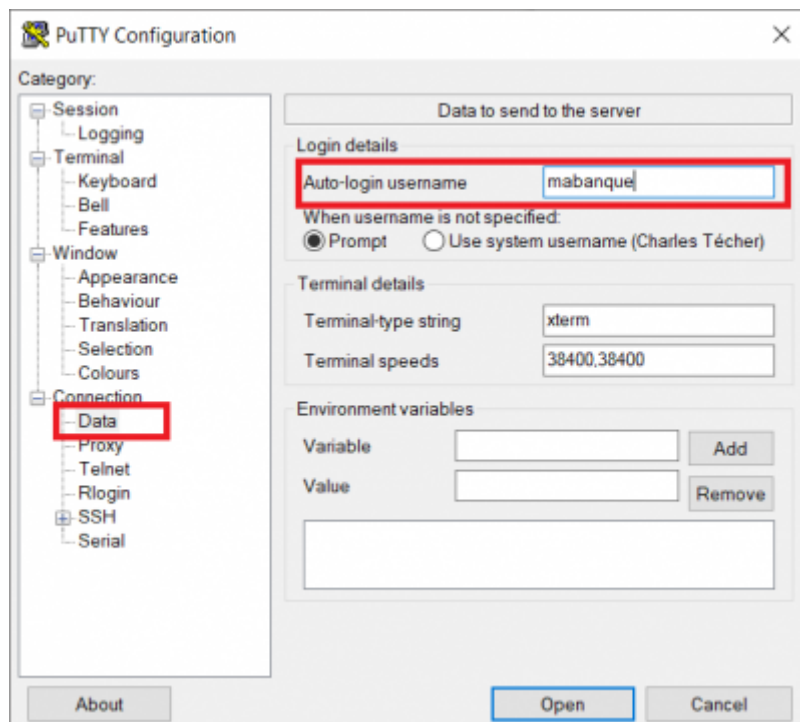 PuTTY Configuration
Category:
Session
Logging
Terminal
Keyboard
Bell
Features
Window
Appearance
Behaviour
Translation
Selection
Colours
Connection
Data
Proxy
Telnet
Rlogin
SSH
Serial
Data to send to the server
Login details
Auto-login username mabanque
When username is not specified:
Prompt Use system username (Charles Técher)
Terminal details
Terminal-type string xterm
Terminal speeds 38400,38400
Environment variables
Variable Add
Value Remove
About Open Cancel